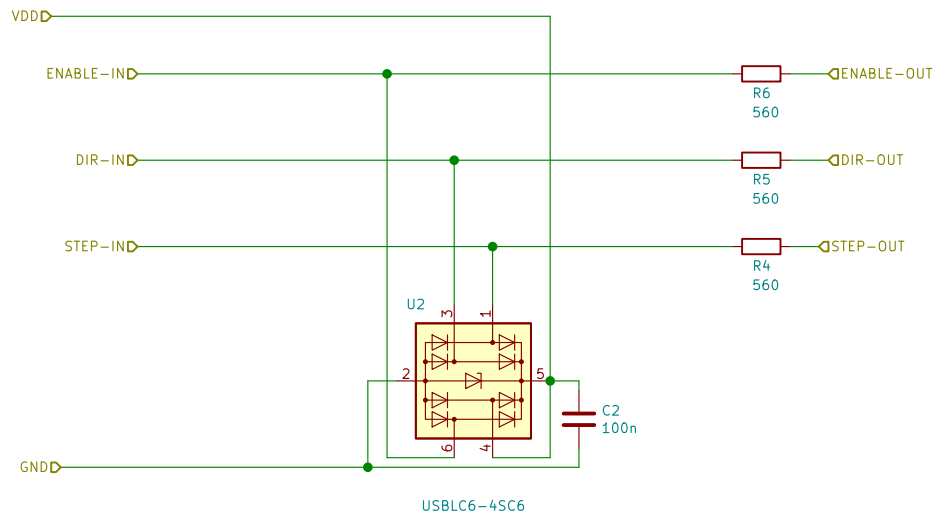 VDD
ENABLE-IN
ENABLE-OUT
R6
560
DIR-IN
DIR-OUT
R5
560
STEP-IN
STEP-OUT
R4
560
U2
3
1
2
5
C2
100n
6
4
GND
USBLC6-4SC6